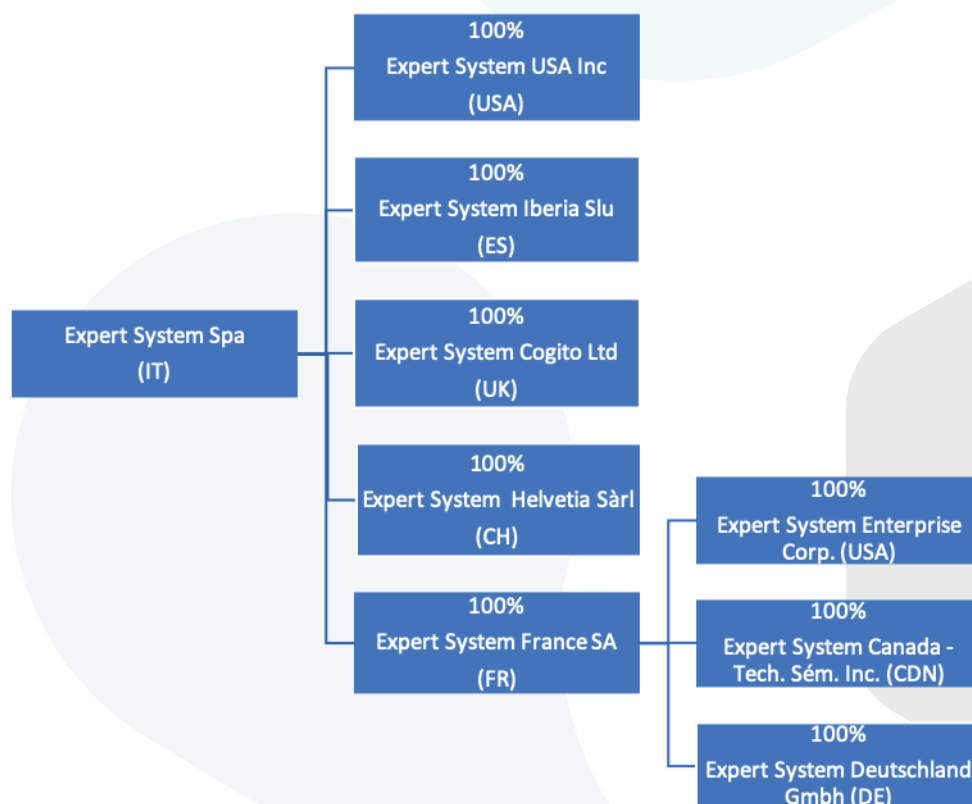 100%
Expert System USA Inc
(USA)
100%
Expert System Iberia Slu
(ES)
Expert System Spa
(IT)
100%
Expert System Cogito Ltd
(UK)
100%
Expert System Helvetia Sàrl
(CH)
100%
Expert System France SA
(FR)
100%
Expert System Enterprise
Corp. (USA)
100%
Expert System Canada -
Tech. Sém. Inc. (CDN)
100%
Expert System Deutschland
Gmbh (DE)